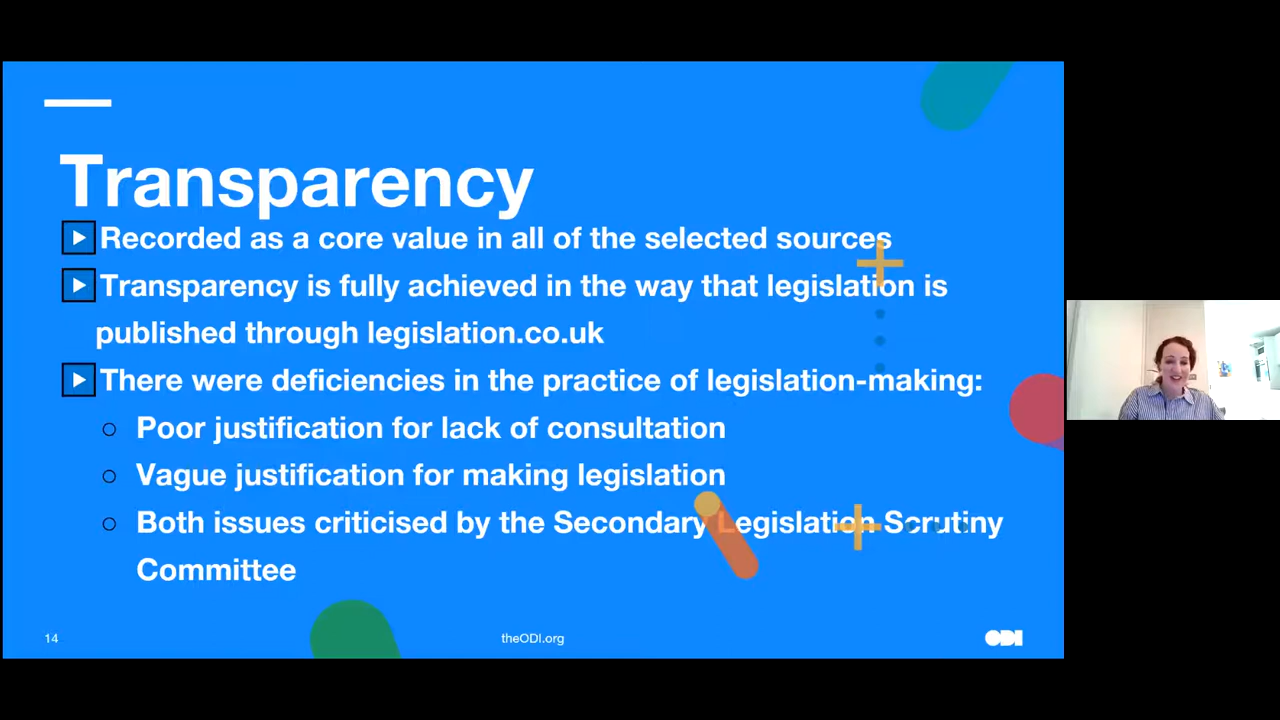 Transparency
Recorded as a core value in all of the selected sources
Transparency is fully achieved in the way that legislation is
published through legislation.co.uk
There were deficiencies in the practice of legislation-making:
Poor justification for lack of consultation
Vague justification for making legislation
Both issues criticised by the Secondary Legislation Scrutiny
Committee
14
theODI.org
ODI